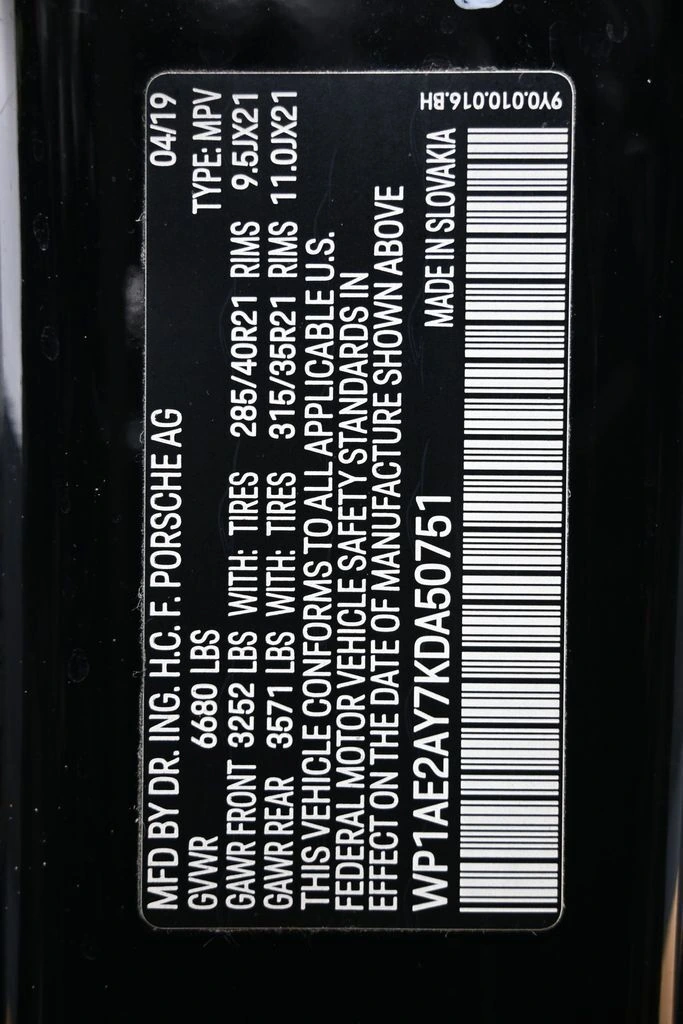 MFD BY DR. ING. H.C. F. PORSCHE AG 04/19
GVWR 6680 LBS TYPE: MPV
GAWR FRONT 3252 LBS WITH: TIRES 285/40R21 RIMS 9.5JX21
GAWR REAR 3571 LBS WITH: TIRES 315/35R21 RIMS 11.0JX21
THIS VEHICLE CONFORMS TO ALL APPLICABLE U.S.
FEDERAL MOTOR VEHICLE SAFETY STANDARDS IN
EFFECT ON THE DATE OF MANUFACTURE SHOWN ABOVE
WP1AE2AY7KDA50751 MADE IN SLOVAKIA
9Y0.010.016.BH